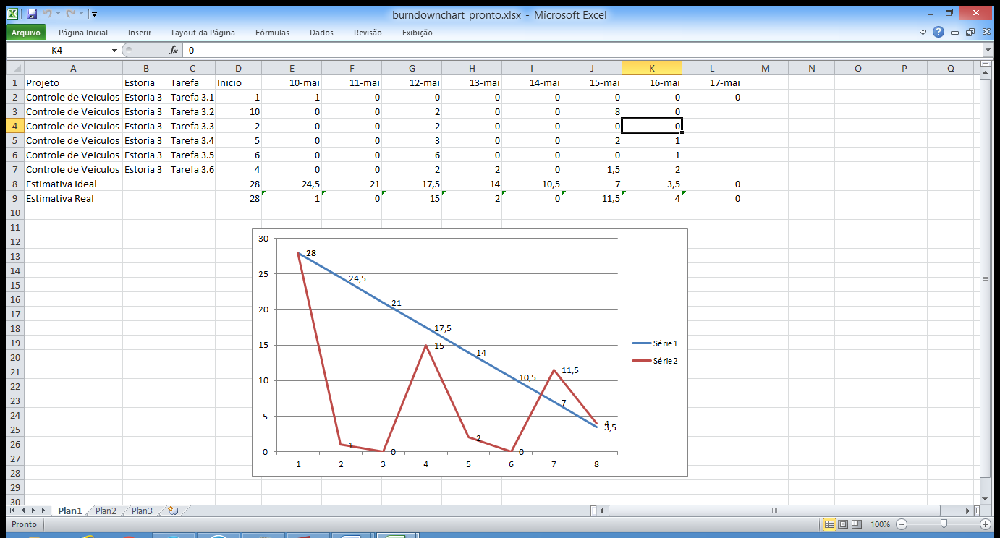 burndownchart_pronto.xlsx - Microsoft Excel
Arquivo Página Inicial Inserir Layout da Página Fórmulas Dados Revisão Exibição
K4 fx 0
A B C D E F G H I J K L M N O P Q
1 Projeto Estoria Tarefa Inicio 10-mai 11-mai 12-mai 13-mai 14-mai 15-mai 16-mai 17-mai
2 Controle de Veiculos Estoria 3 Tarefa 3.1 1 1 0 0 0 0 0 0 0
3 Controle de Veiculos Estoria 3 Tarefa 3.2 10 0 0 2 0 0 8 0
4 Controle de Veiculos Estoria 3 Tarefa 3.3 2 0 0 2 0 0 0 0
5 Controle de Veiculos Estoria 3 Tarefa 3.4 5 0 0 3 0 0 2 1
6 Controle de Veiculos Estoria 3 Tarefa 3.5 6 0 0 6 0 0 0 1
7 Controle de Veiculos Estoria 3 Tarefa 3.6 4 0 0 2 2 0 1,5 2
8 Estimativa Ideal 28 24,5 21 17,5 14 10,5 7 3,5 0
9 Estimativa Real 28 1 0 15 2 0 11,5 4 0
10
11
12
13
14
15
16
17
18
19
20
21
22
23
24
25
26
27
28
29
30
30
28
25
24,5
21
20
17,5
15
15
14
11,5
10
10,5
7
5
4
3,5
2
1
0
0
0
1 2 3 4 5 6 7 8
Série1
Série2
Plan1 Plan2 Plan3
Pronto 100%